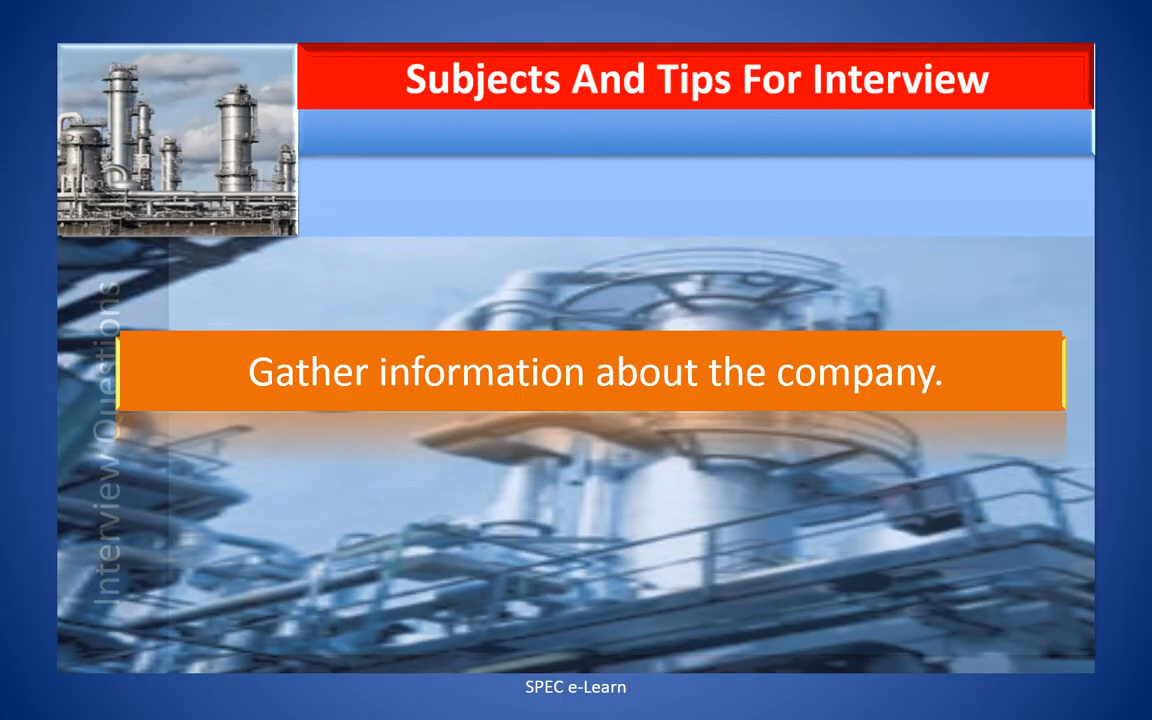 Subjects And Tips For Interview
Gather information about the company.
Interview Questions
SPEC e-Learn